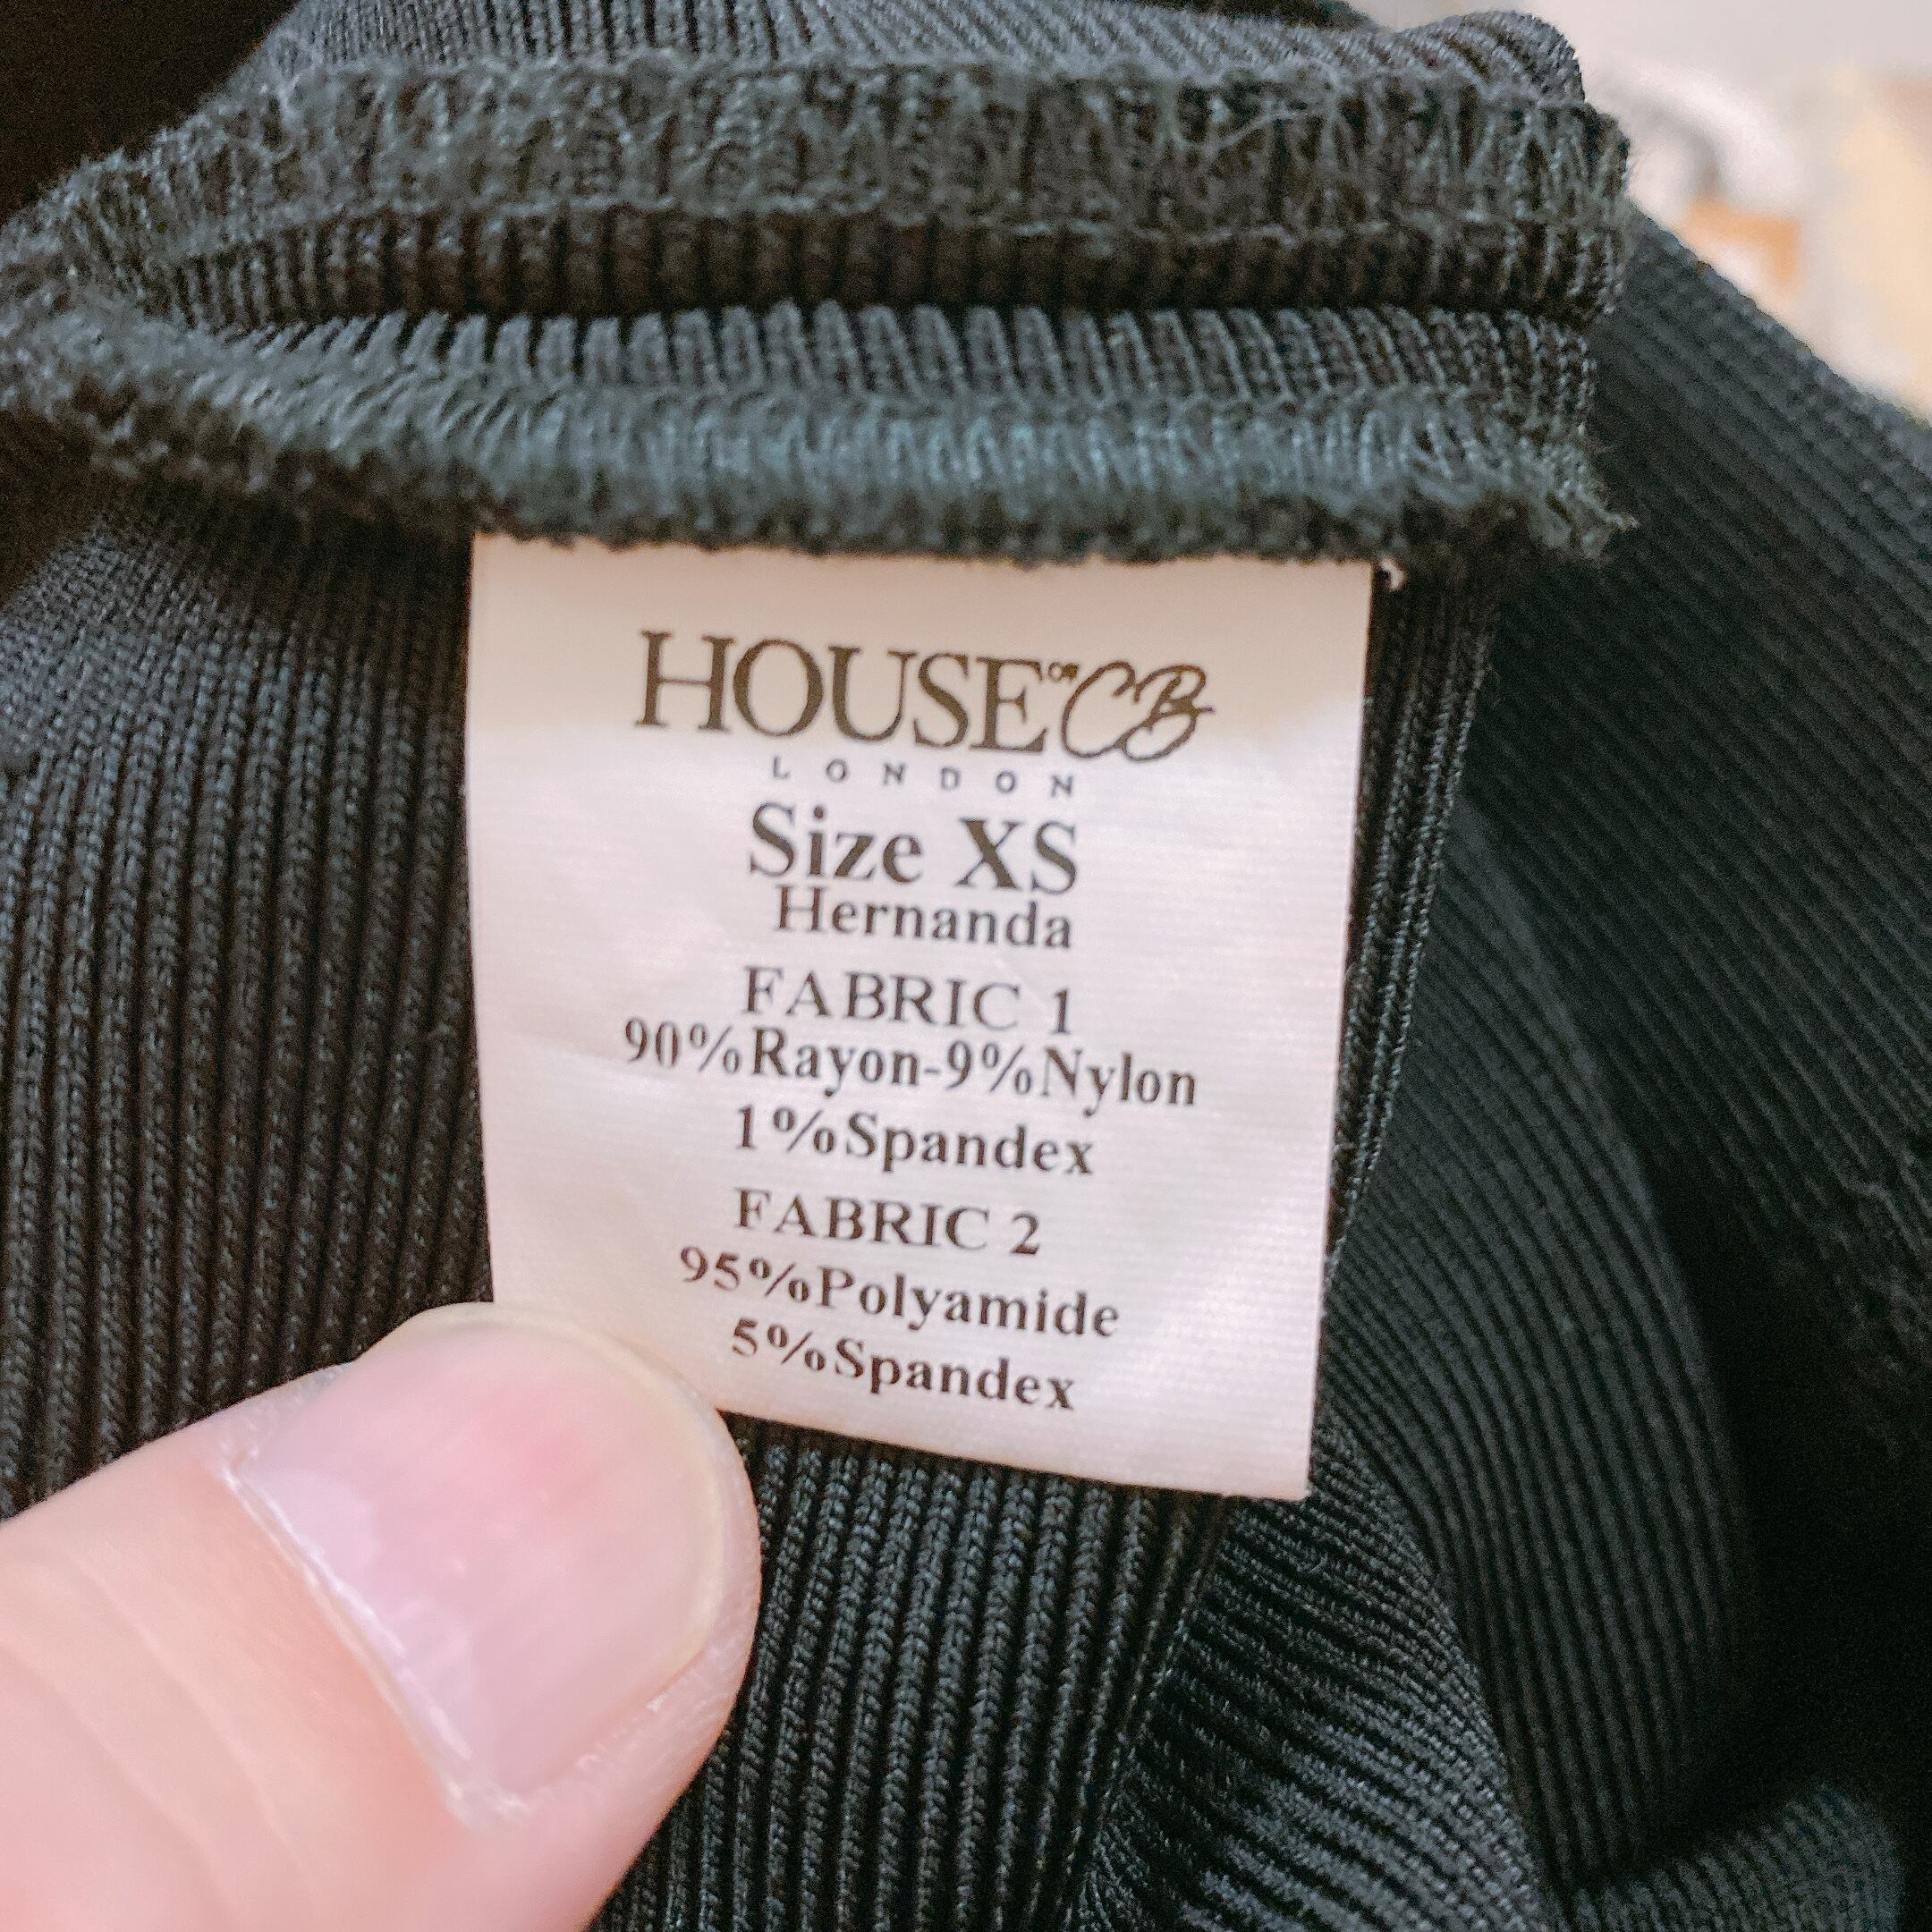 HOUSE OF CB
LONDON
Size XS
Hernanda
FABRIC 1
90%Rayon-9%Nylon
1%Spandex
FABRIC 2
95%Polyamide
5%Spandex